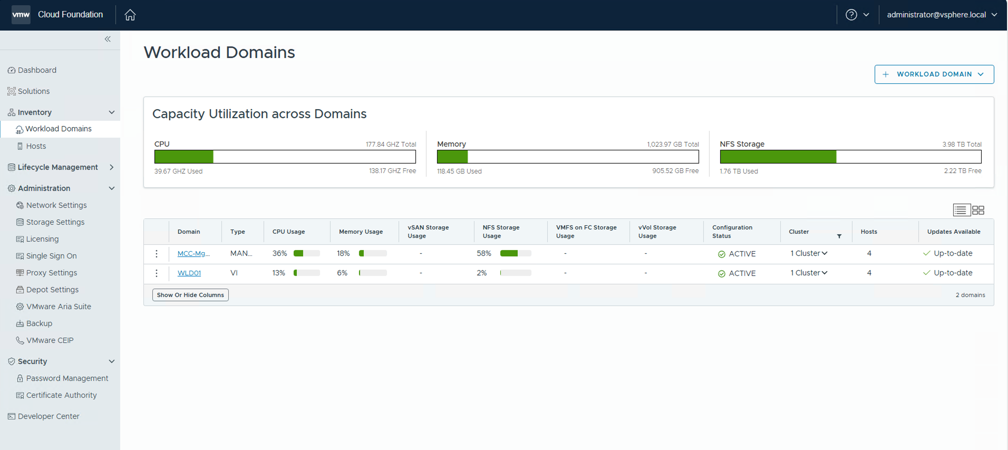 vmw Cloud Foundation
administrator@vsphere.local
Dashboard
Solutions
Inventory
Workload Domains
Hosts
Lifecycle Management
Administration
Network Settings
Storage Settings
Licensing
Single Sign On
Proxy Settings
Depot Settings
VMware Aria Suite
Backup
VMware CEIP
Security
Password Management
Certificate Authority
Developer Center
Workload Domains
+ WORKLOAD DOMAIN
Capacity Utilization across Domains
CPU 177.84 GHZ Total
39.67 GHZ Used 138.17 GHZ Free
Memory 1,023.97 GB Total
118.45 GB Used 905.52 GB Free
NFS Storage 3.98 TB Total
1.76 TB Used 2.22 TB Free
Domain Type CPU Usage Memory Usage vSAN Storage Usage NFS Storage Usage VMFS on FC Storage Usage vVol Storage Usage Configuration Status Cluster Hosts Updates Available
MCC-Mg... MAN... 36% 18% - 58% - - ACTIVE 1 Cluster 4 Up-to-date
WLD01 VI 13% 6% - 2% - - ACTIVE 1 Cluster 4 Up-to-date
Show Or Hide Columns 2 domains